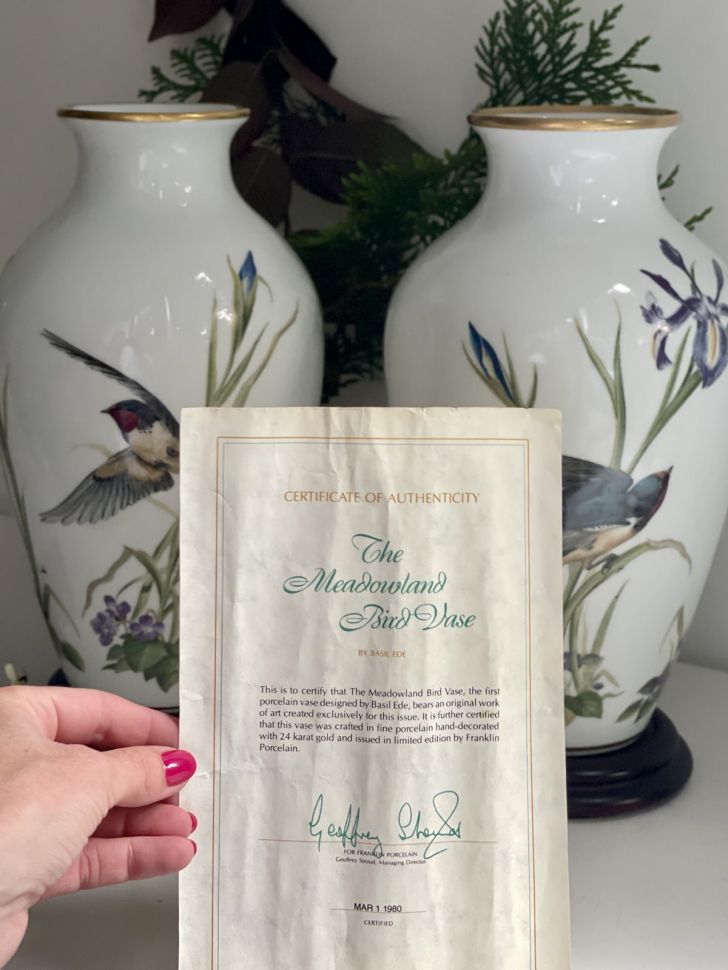 CERTIFICATE OF AUTHENTICITY
The
Meadowland
Bird Vase
BY BASIL EDE
This is to certify that The Meadowland Bird Vase, the first
porcelain vase designed by Basil Ede, bears an original work
of art created exclusively for this issue. It is further certified
that this vase was crafted in fine porcelain hand-decorated
with 24 karat gold and issued in limited edition by Franklin
Porcelain.
FOR FRANKLIN PORCELAIN
Geoffrey Stroud, Managing Director
MAR 1 1980
CERTIFIED